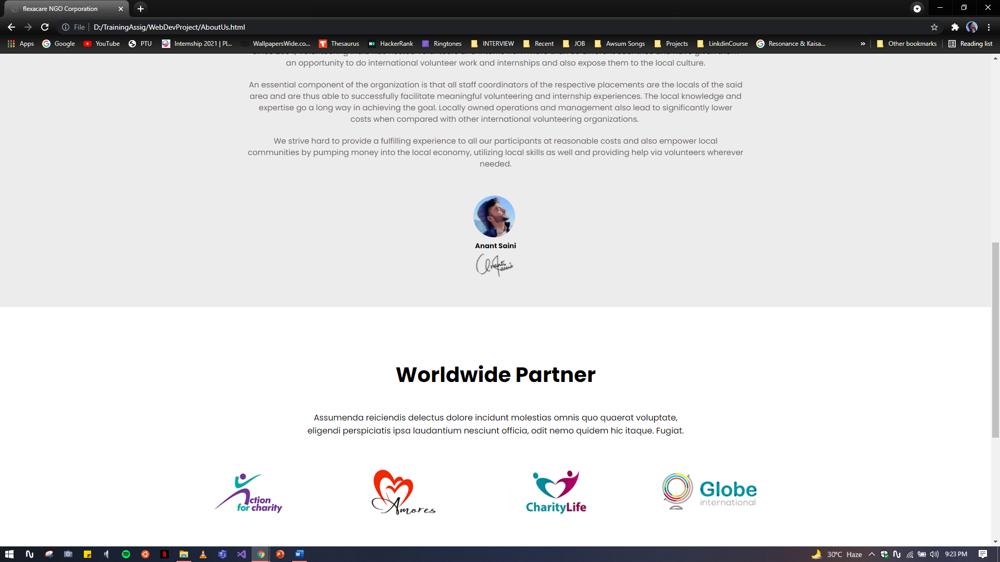 flexacare NGO Corporation
File D:/TrainingAssig/WebDevProject/AboutUs.html
Apps Google YouTube PTU Internship 2021 | Pl... WallpapersWide.co... Thesaurus HackerRank Ringtones INTERVIEW Recent JOB Awsum Songs Projects LinkdinCourse Resonance & Kaisa... » Other bookmarks Reading list
an opportunity to do international volunteer work and internships and also expose them to the local culture.
An essential component of the organization is that all staff coordinators of the respective placements are the locals of the said
area and are thus able to successfully facilitate meaningful volunteering and internship experiences. The local knowledge and
expertise go a long way in achieving the goal. Locally owned operations and management also lead to significantly lower
costs when compared with other international volunteering organizations.
We strive hard to provide a fulfilling experience to all our participants at reasonable costs and also empower local
communities by pumping money into the local economy, utilizing local skills as well and providing help via volunteers wherever
needed.
Anant Saini
Anant Saini
Worldwide Partner
Assumenda reiciendis delectus dolore incidunt molestias omnis quo quaerat voluptate,
eligendi perspiciatis ipsa laudantium nesciunt officia, odit nemo quidem hic itaque. Fugiat.
Action
for charity
Amores
CharityLife
Globe
international
30°C Haze 9:23 PM